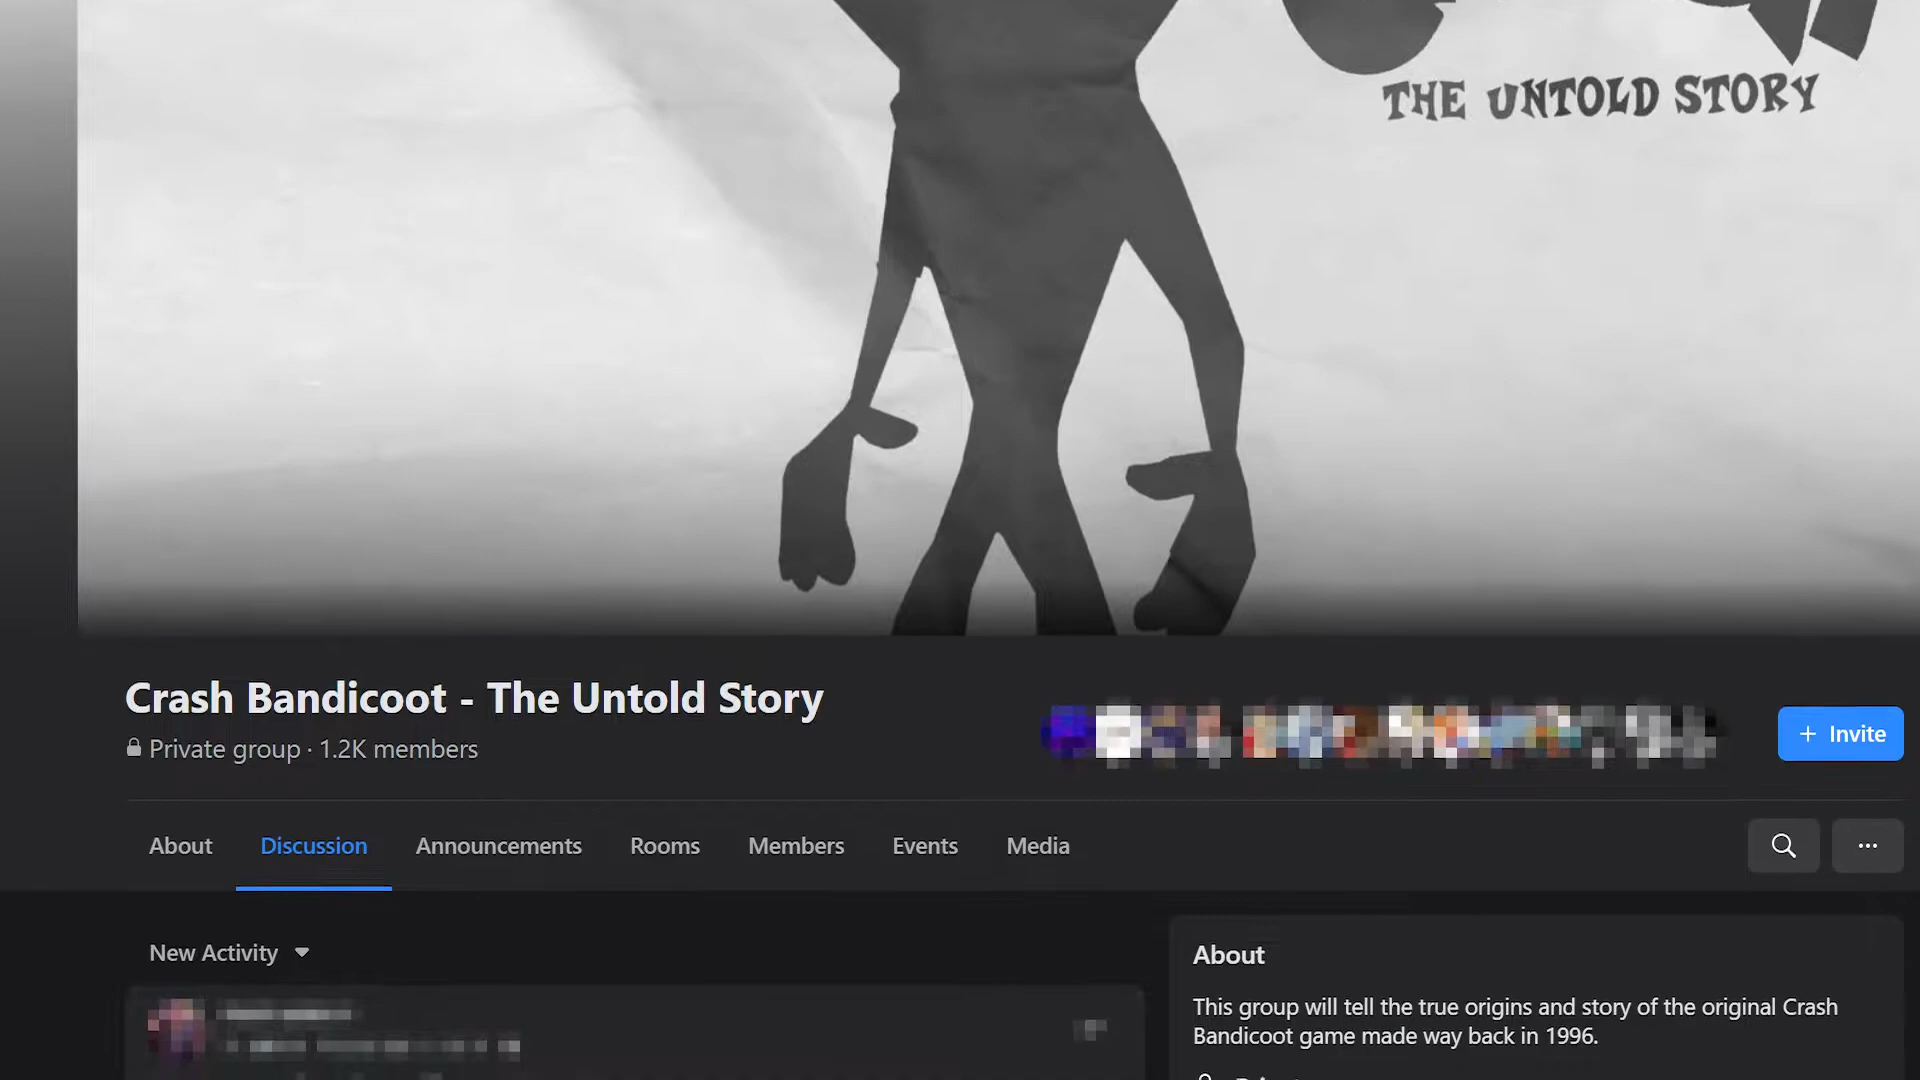 THE UNTOLD STORY
Crash Bandicoot - The Untold Story
Private group · 1.2K members
+ Invite
About
Discussion
Announcements
Rooms
Members
Events
Media
New Activity
About
This group will tell the true origins and story of the original Crash
Bandicoot game made way back in 1996.